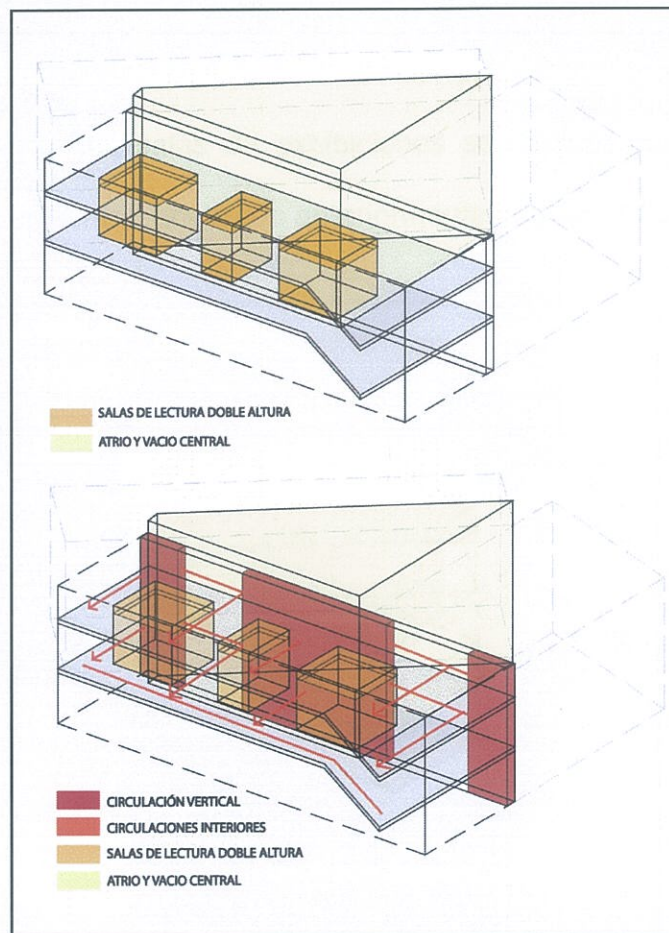 SALAS DE LECTURA DOBLE ALTURA
ATRIO Y VACIO CENTRAL
CIRCULACIÓN VERTICAL
CIRCULACIONES INTERIORES
SALAS DE LECTURA DOBLE ALTURA
ATRIO Y VACIO CENTRAL